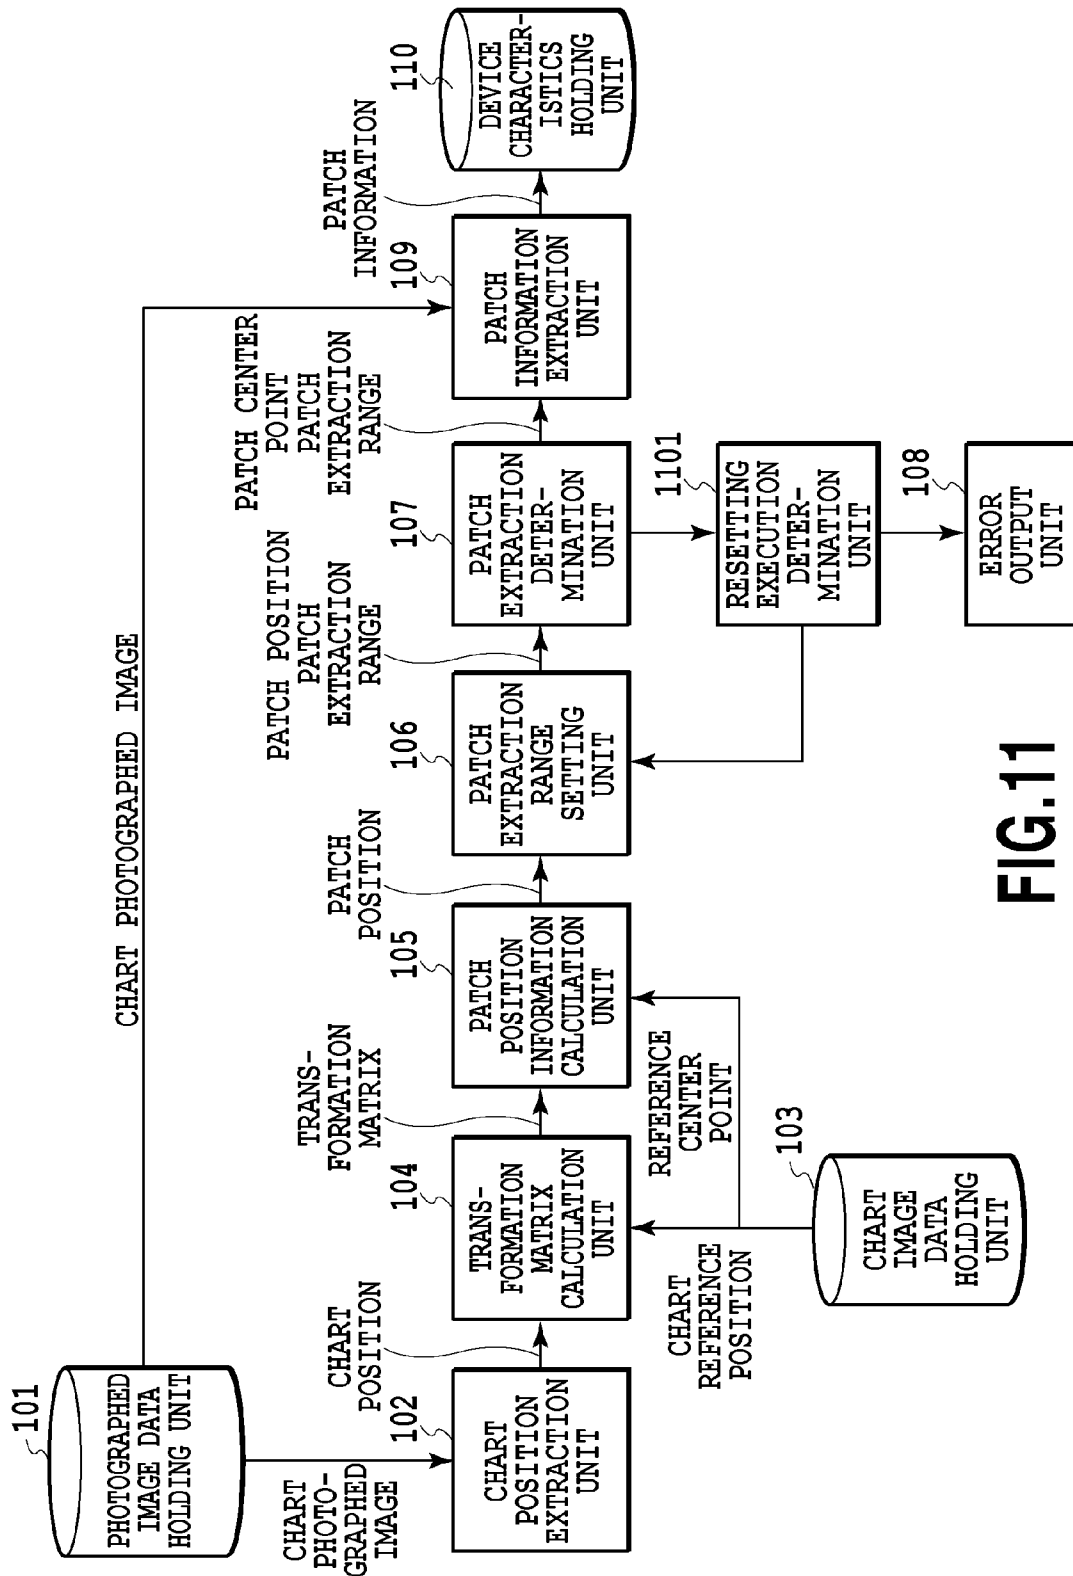 101
PHOTOGRAPHED
IMAGE DATA
HOLDING UNIT
CHART PHOTOGRAPHED IMAGE
CHART
PHOTO-
GRAPHED
IMAGE
102
CHART
POSITION
EXTRACTION
UNIT
CHART
POSITION
104
TRANS-
FORMATION
MATRIX
CALCULATION
UNIT
TRANS-
FORMATION
MATRIX
105
PATCH
POSITION
INFORMATION
CALCULATION
UNIT
PATCH
POSITION
106
PATCH
EXTRACTION
RANGE
SETTING
UNIT
PATCH POSITION
PATCH
EXTRACTION
RANGE
107
PATCH
EXTRACTION
DETER-
MINATION
UNIT
PATCH CENTER
POINT
PATCH
EXTRACTION
RANGE
109
PATCH
INFORMATION
EXTRACTION
UNIT
PATCH
INFORMATION
110
DEVICE
CHARACTER-
ISTICS
HOLDING
UNIT
CHART
REFERENCE
POSITION
REFERENCE
CENTER
POINT
103
CHART
IMAGE
DATA
HOLDING
UNIT
1101
RESETTING
EXECUTION
DETER-
MINATION
UNIT
108
ERROR
OUTPUT
UNIT
FIG.11